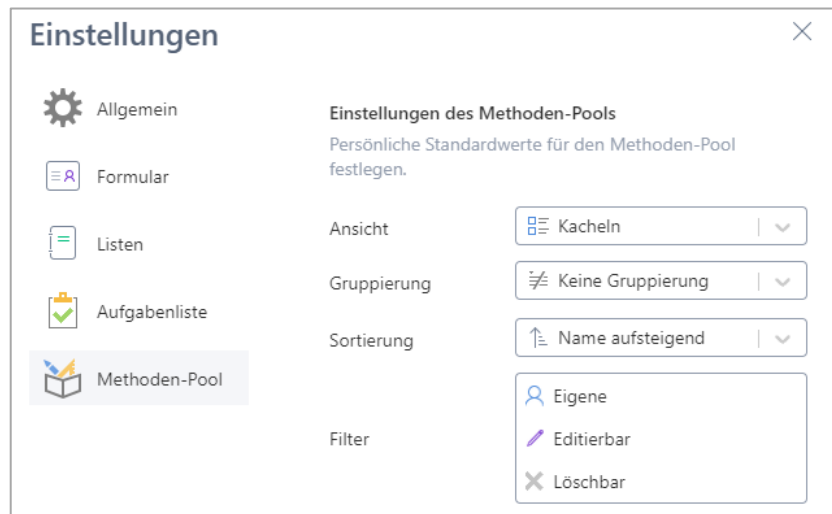 Einstellungen
Allgemein
Formular
Listen
Aufgabenliste
Methoden-Pool
Einstellungen des Methoden-Pools
Persönliche Standardwerte für den Methoden-Pool
festlegen.
Ansicht
Kacheln
Gruppierung
Keine Gruppierung
Sortierung
Name aufsteigend
Filter
Eigene
Editierbar
Löschbar